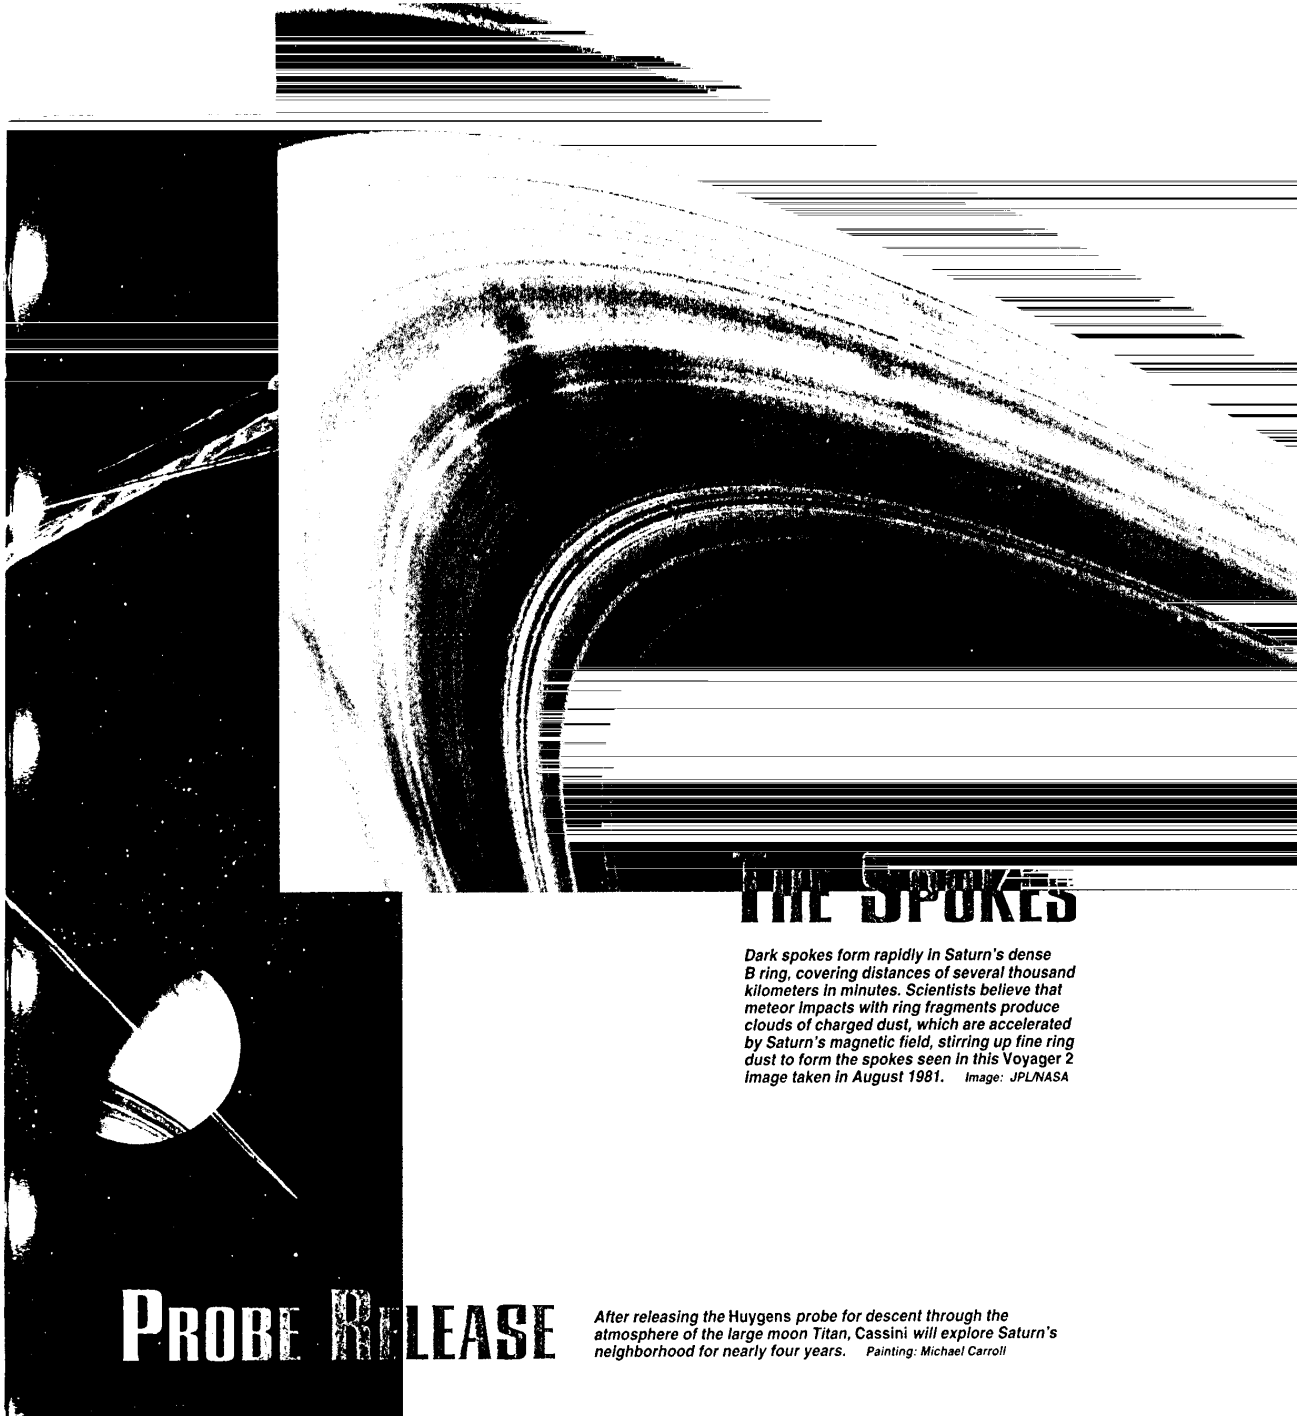 THE SPOKES
Dark spokes form rapidly in Saturn's dense
B ring, covering distances of several thousand
kilometers in minutes. Scientists believe that
meteor impacts with ring fragments produce
clouds of charged dust, which are accelerated
by Saturn's magnetic field, stirring up fine ring
dust to form the spokes seen in this Voyager 2
image taken in August 1981. Image: JPL/NASA
PROBE RELEASE
After releasing the Huygens probe for descent through the
atmosphere of the large moon Titan, Cassini will explore Saturn's
neighborhood for nearly four years. Painting: Michael Carroll